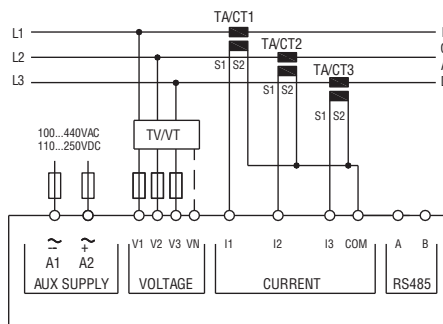 TA/CT1
L1
TA/CT2
L2
S1 S2
TA/CT3
L3
S1 S2
S1 S2
100...440VAC
110...250VDC
TV/VT
V1 V2 V3 VN I1 I2 I3 COM A B
~ ~
- +
A1 A2
AUX SUPPLY VOLTAGE CURRENT RS485